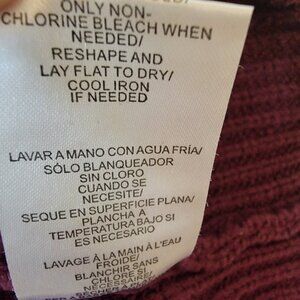 ONLY NON-
CHLORINE BLEACH WHEN
NEEDED/
RESHAPE AND
LAY FLAT TO DRY/
COOL IRON
IF NEEDED
LAVAR A MANO CON AGUA FRÍA/
SÓLO BLANQUEADOR
SIN CLORO
CUANDO SE
NECESITE/
SEQUE EN SUPERFICIE PLANA/
PLANCHA A
TEMPERATURA BAJO SI
ES NECESARIO
LAVAGE À LA MAIN À L'EAU
FROIDE/
BLANCHIR SANS
CHLORE SI
NÉCESSAIRE/